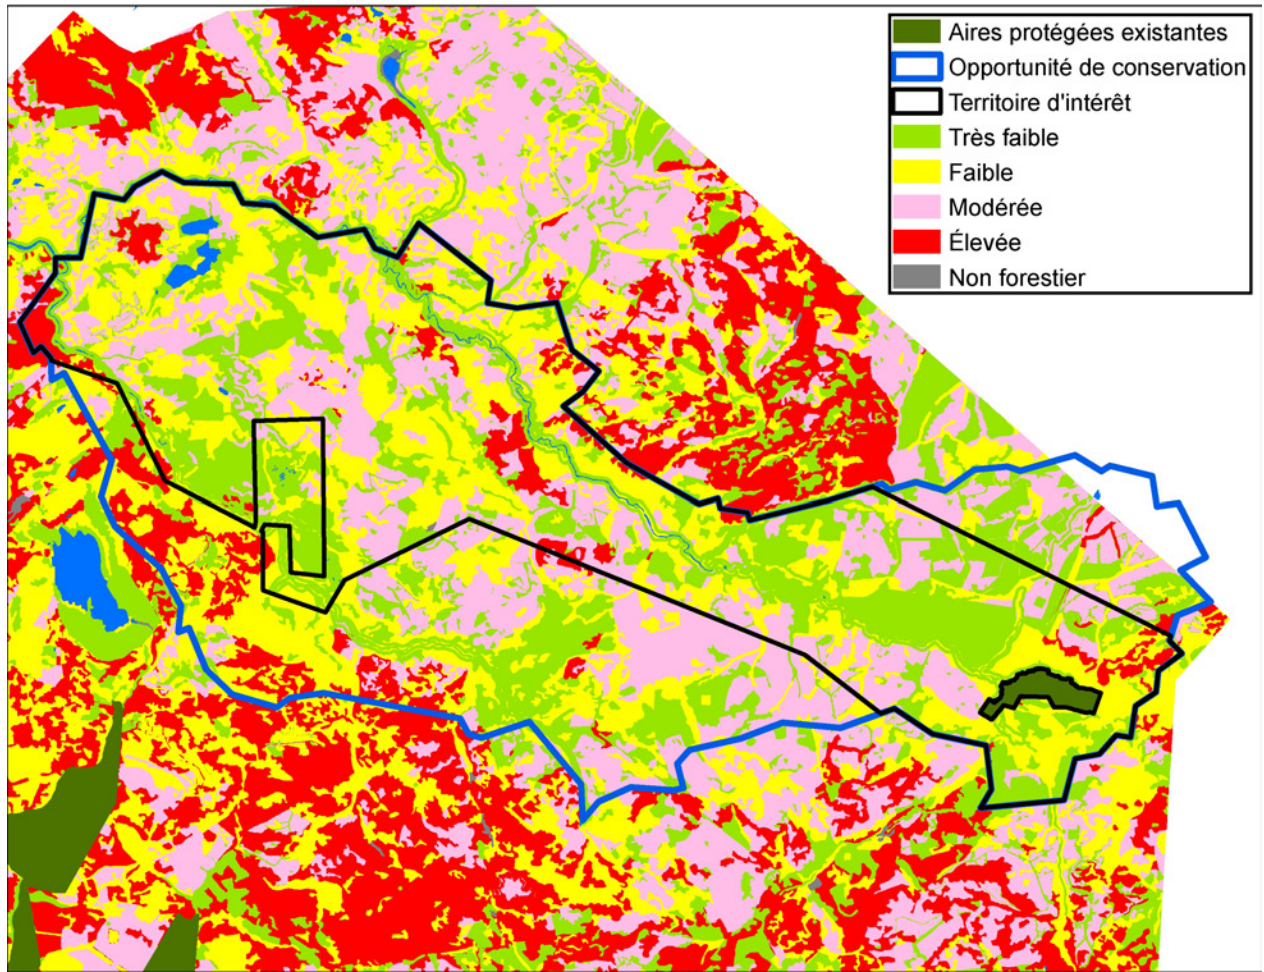 Aires protégées existantes
Opportunité de conservation
Territoire d'intérêt
Très faible
Faible
Modérée
Élevée
Non forestier